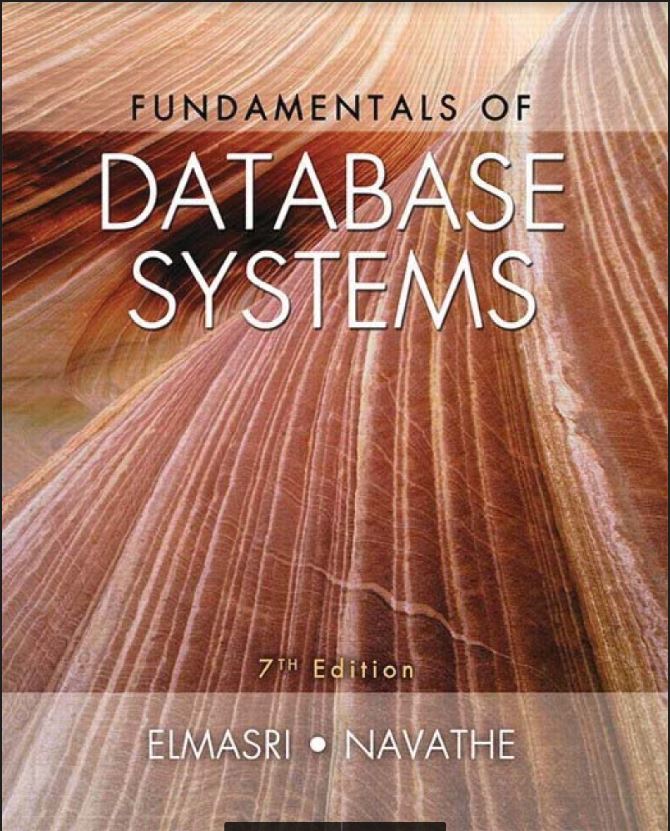 FUNDAMENTALS OF
DATABASE
SYSTEMS
7TH Edition
ELMASRI • NAVATHE